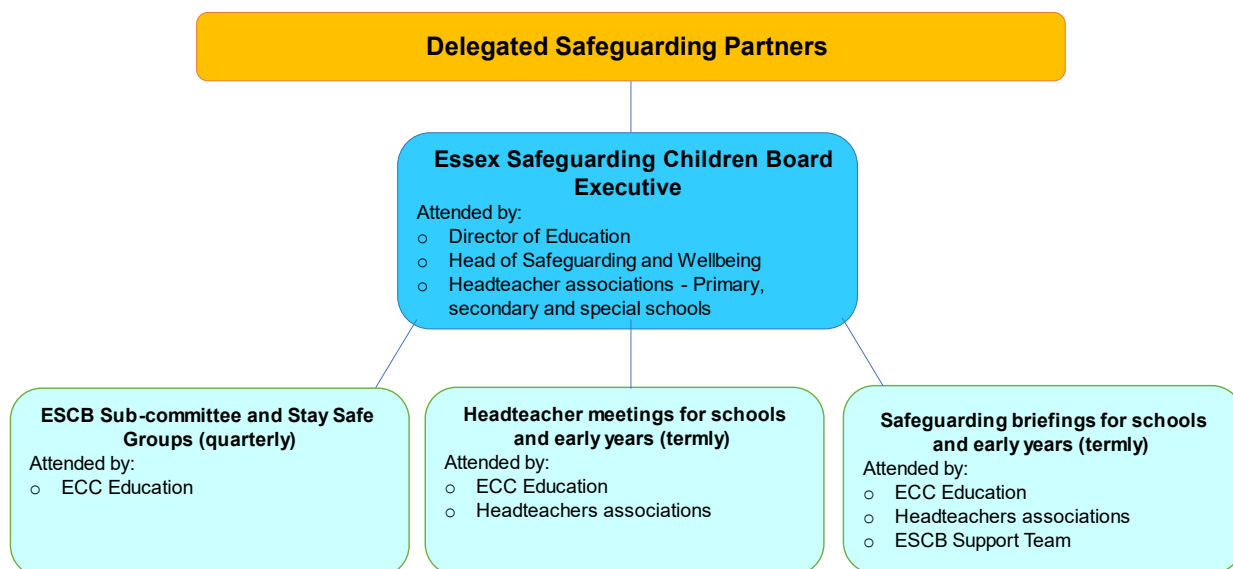 Delegated Safeguarding Partners
Essex Safeguarding Children Board
Executive
Attended by:
o Director of Education
o Head of Safeguarding and Wellbeing
o Headteacher associations - Primary,
secondary and special schools
ESCB Sub-committee and Stay Safe
Groups (quarterly)
Attended by:
o ECC Education
Headteacher meetings for schools
and early years (termly)
Attended by:
o ECC Education
o Headteachers associations
Safeguarding briefings for schools
and early years (termly)
Attended by:
o ECC Education
o Headteachers associations
o ESCB Support Team